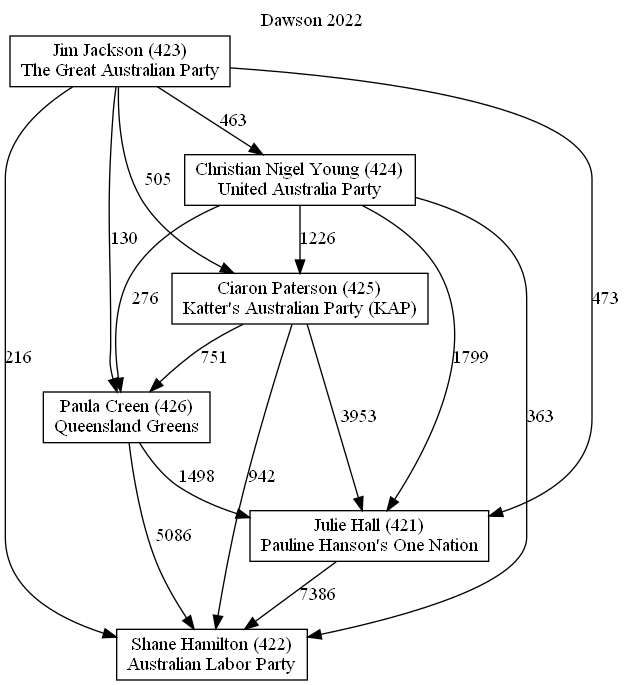 Dawson 2022
Jim Jackson (423)
The Great Australian Party
463
Christian Nigel Young (424)
United Australia Party
505
130
1226
276
473
Ciaron Paterson (425)
Katter's Australian Party (KAP)
216
751
1799
Paula Creen (426)
Queensland Greens
3953
363
1498
942
Julie Hall (421)
Pauline Hanson's One Nation
5086
7386
Shane Hamilton (422)
Australian Labor Party